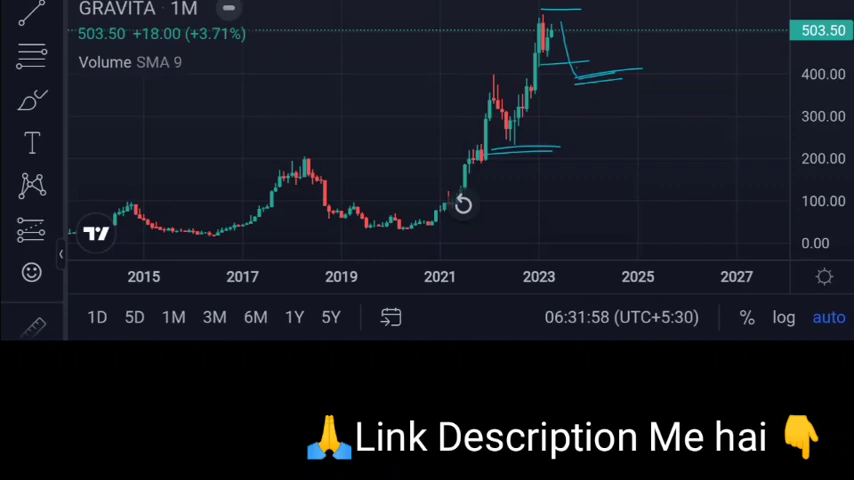 GRAVITA · 1M
503.50 +18.00 (+3.71%)
503.50
Volume SMA 9
400.00
300.00
200.00
100.00
0.00
2015 2017 2019 2021 2023 2025 2027
1D 5D 1M 3M 6M 1Y 5Y 06:31:58 (UTC+5:30) % log auto
🙏Link Description Me hai 👇